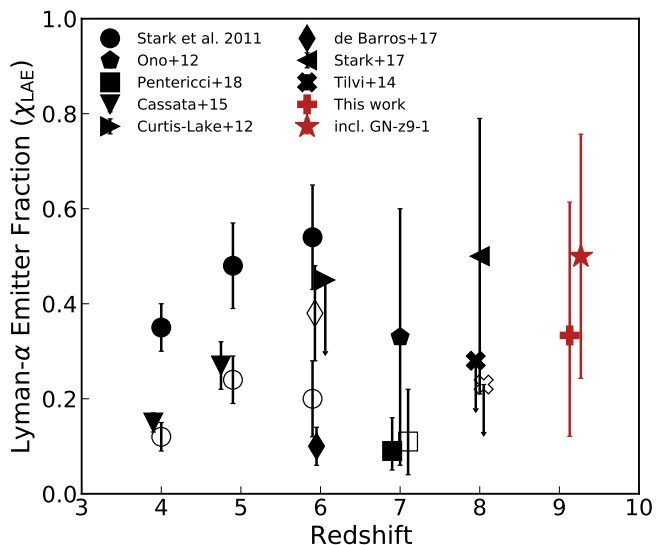 1.0
0.8
0.6
0.4
0.2
0.0
Lyman-α Emitter Fraction (χLAE)
Stark et al. 2011
Ono+12
Pentericci+18
Cassata+15
Curtis-Lake+12
de Barros+17
Stark+17
Tilvi+14
This work
incl. GN-z9-1
3 4 5 6 7 8 9 10
Redshift